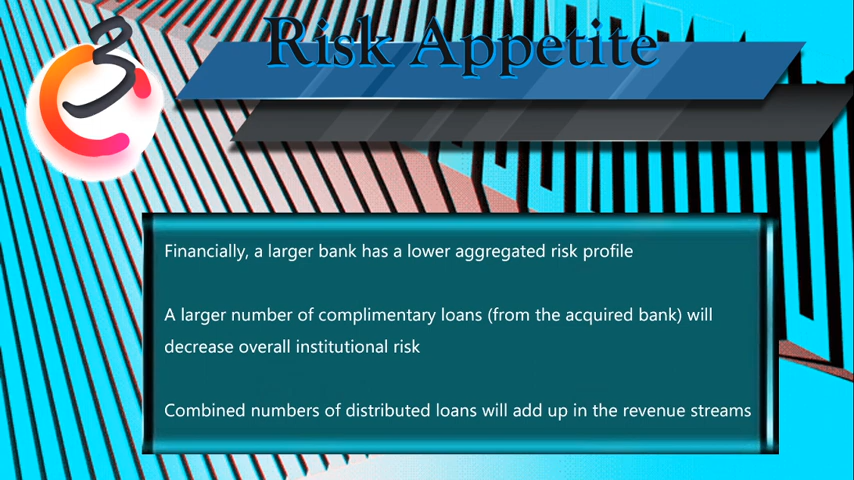 Risk Appetite
Financially, a larger bank has a lower aggregated risk profile
A larger number of complimentary loans (from the acquired bank) will
decrease overall institutional risk
Combined numbers of distributed loans will add up in the revenue streams